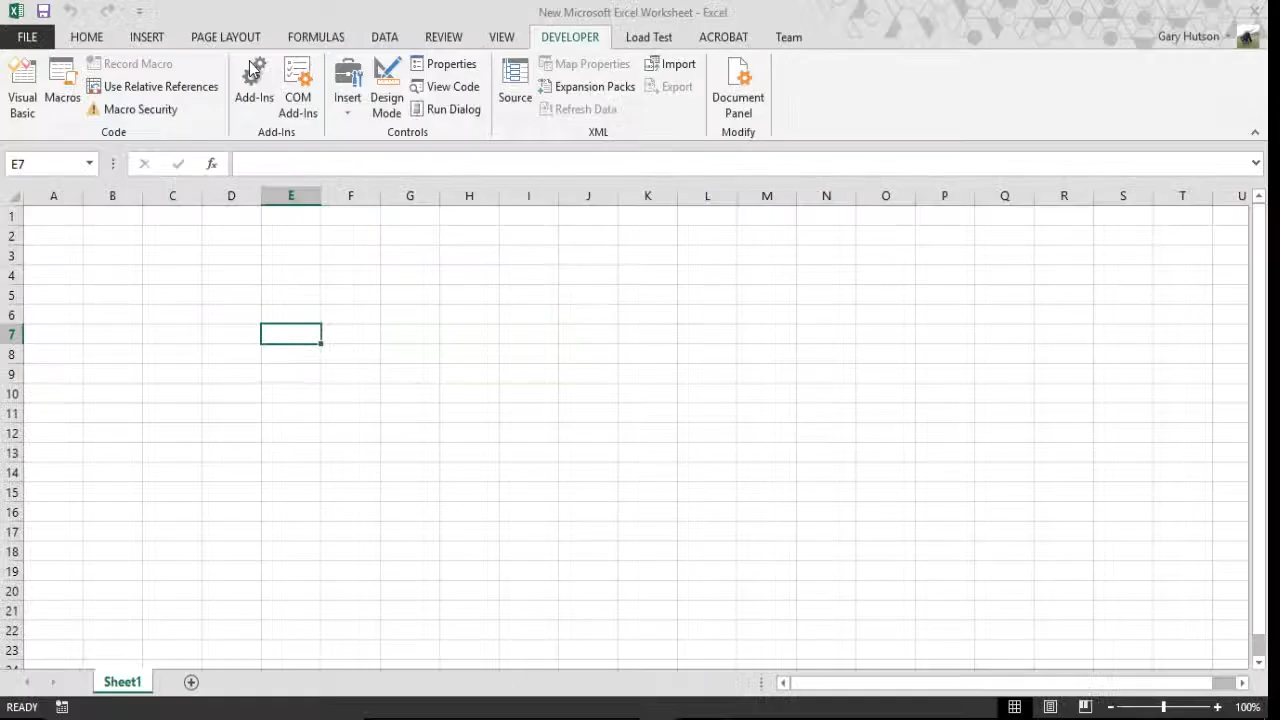 New Microsoft Excel Worksheet - Excel
FILE HOME INSERT PAGE LAYOUT FORMULAS DATA REVIEW VIEW DEVELOPER Load Test ACROBAT Team Gary Hutson
Visual Basic
Macros
Record Macro
Use Relative References
Macro Security
Code
Add-Ins
COM Add-Ins
Add-Ins
Insert
Design Mode
Properties
View Code
Run Dialog
Controls
Source
Map Properties
Expansion Packs
Refresh Data
Import
Export
XML
Document Panel
Modify
E7 fx
A B C D E F G H I J K L M N O P Q R S T U
1
2
3
4
5
6
7
8
9
10
11
12
13
14
15
16
17
18
19
20
21
22
23
24
Sheet1
READY 100%